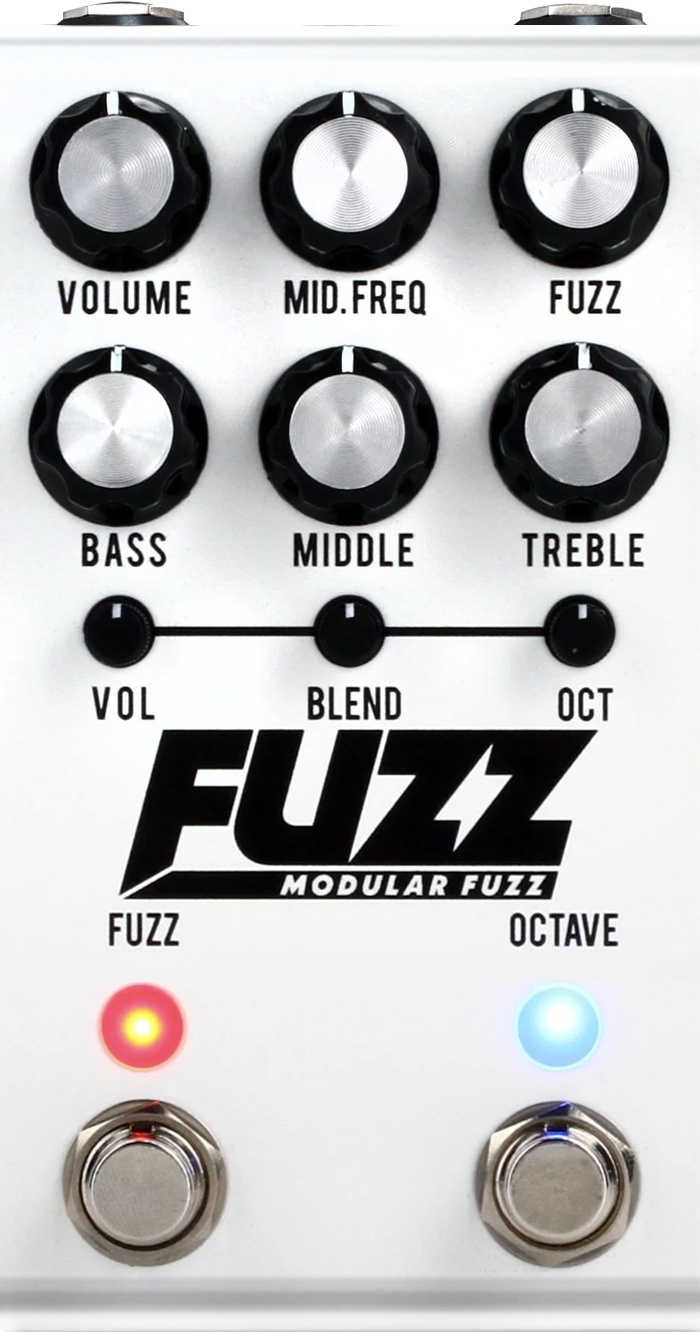 VOLUME MID.FREQ FUZZ
BASS MIDDLE TREBLE
VOL BLEND OCT
FUZZ
MODULAR FUZZ
FUZZ OCTAVE